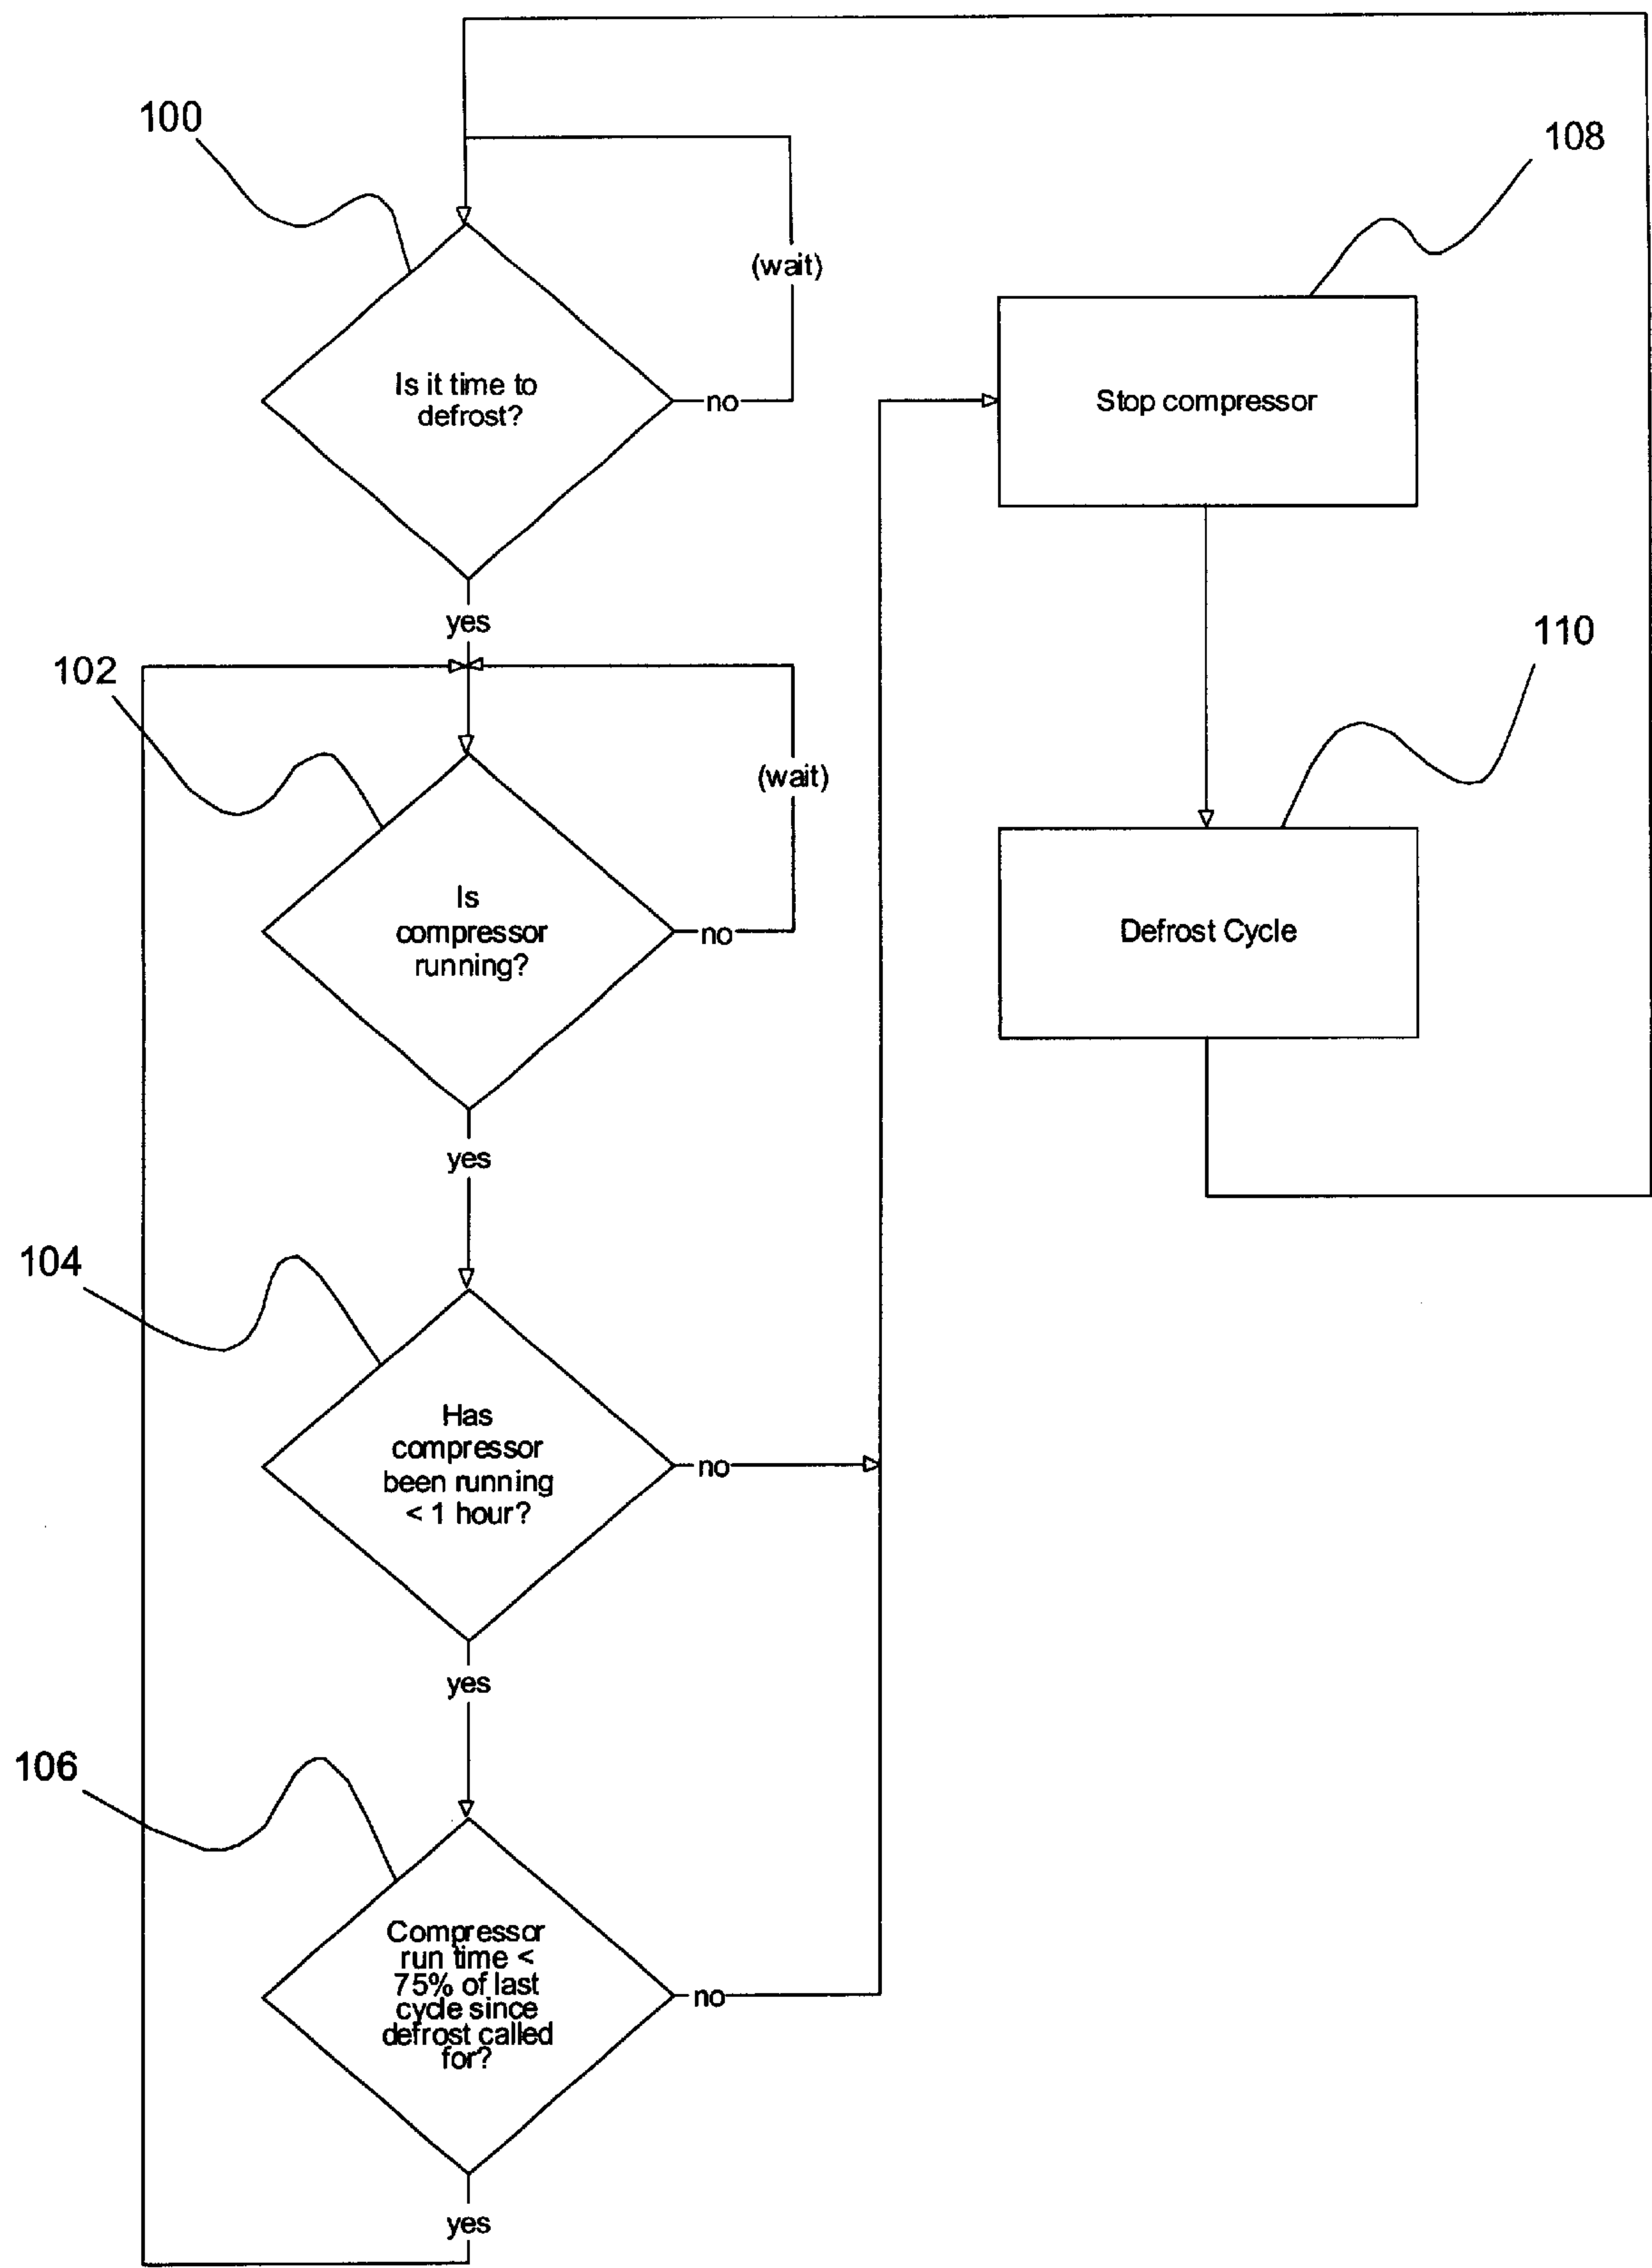 100
108
(wait)
Is it time to
defrost?
no
Stop compressor
yes
110
102
(wait)
Is
compressor
running?
no
Defrost Cycle
yes
104
Has
compressor
been running
< 1 hour?
no
yes
106
Compressor
run time <
75% of last
cycle since
defrost called
for?
no
yes